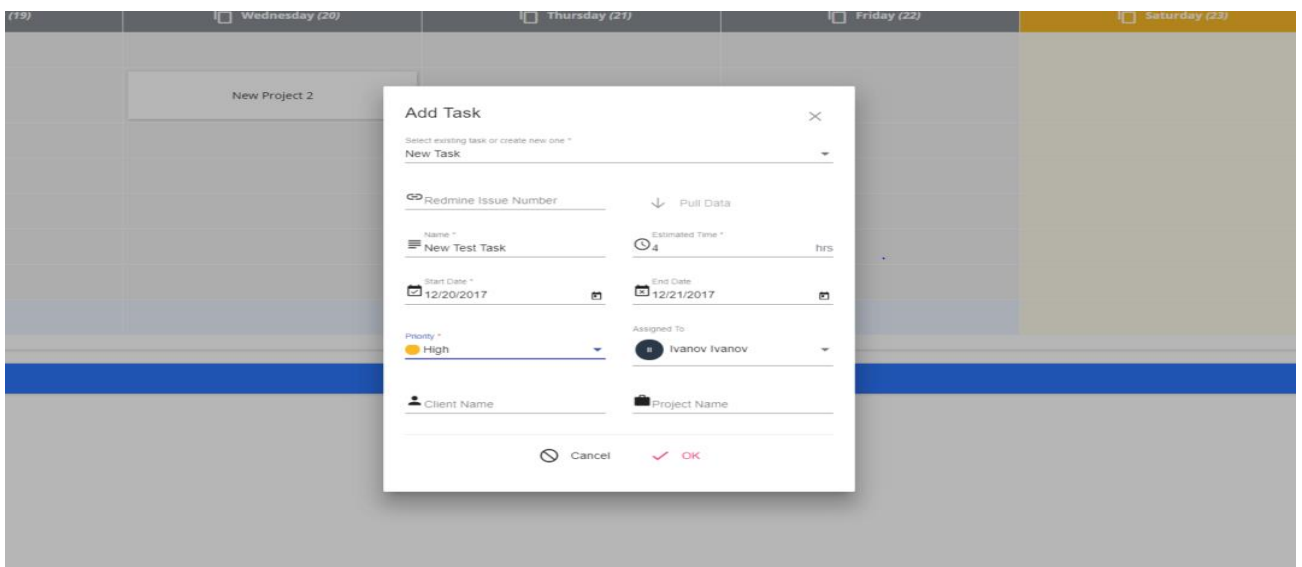 (19)
Wednesday (20)
Thursday (21)
Friday (22)
Saturday (23)
New Project 2
Add Task
Select existing task or create new one *
New Task
Redmine Issue Number
Pull Data
Name *
New Test Task
Estimated Time *
4
hrs
Start Date *
12/20/2017
End Date
12/21/2017
Priority *
High
Assigned To
II
Ivanov Ivanov
Client Name
Project Name
Cancel
OK